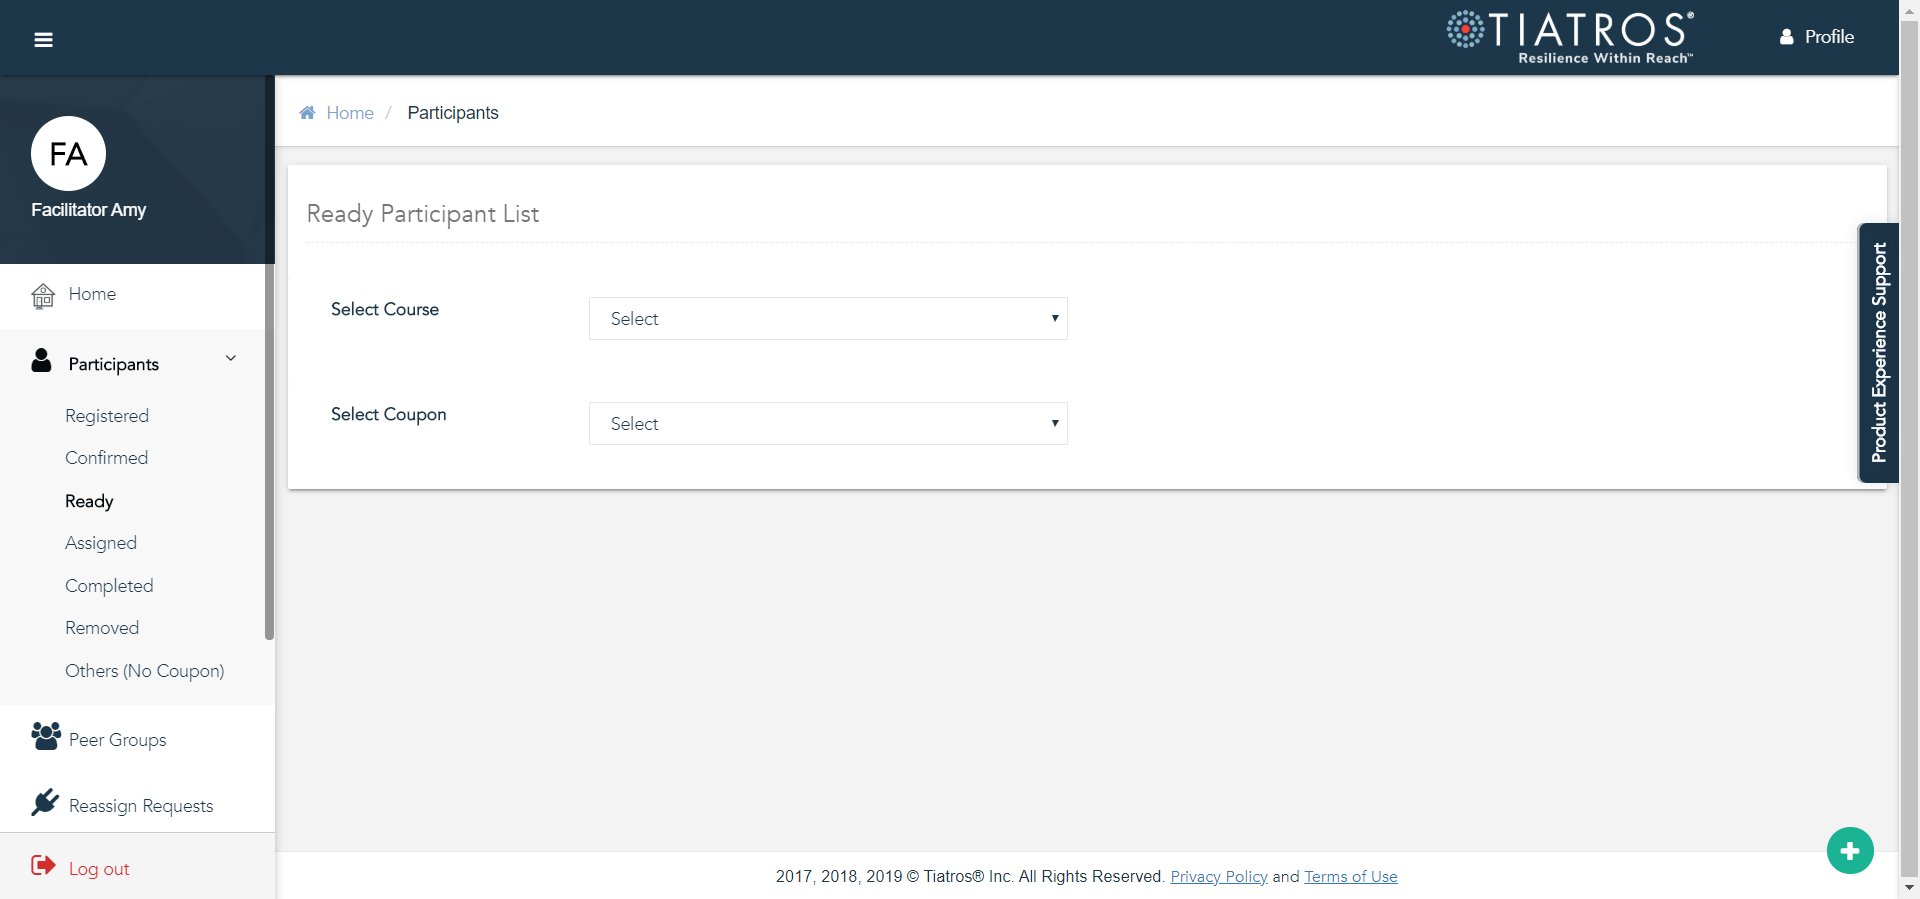 TIATROS®
Resilience Within Reach™
Profile
FA
Facilitator Amy
Home
Participants
Registered
Confirmed
Ready
Assigned
Completed
Removed
Others (No Coupon)
Peer Groups
Reassign Requests
Log out
Home / Participants
Ready Participant List
Select Course
Select
Select Coupon
Select
Product Experience Support
2017, 2018, 2019 © Tiatros® Inc. All Rights Reserved. Privacy Policy and Terms of Use